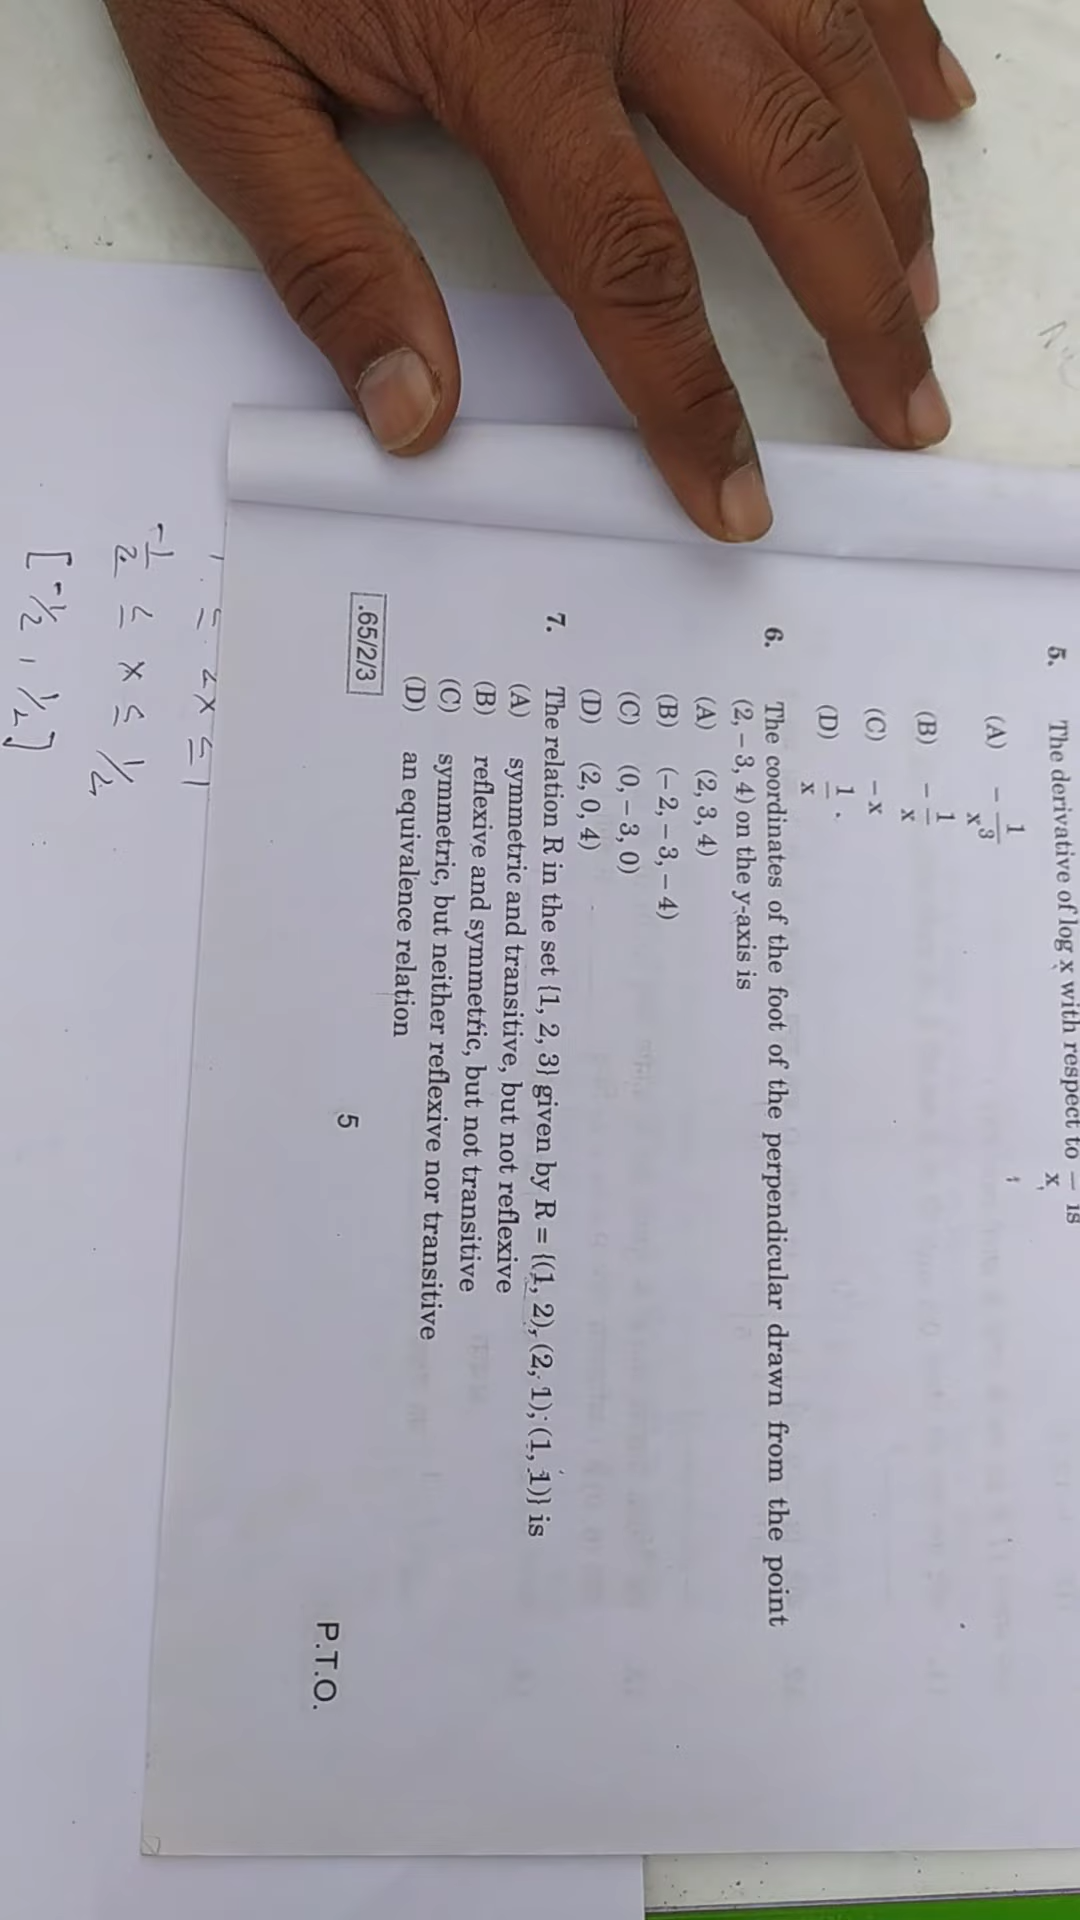 5. The derivative of log x with respect to 1/x is
(A) − 1/x³
(B) − 1/x
(C) − x
(D) 1/x .
6. The coordinates of the foot of the perpendicular drawn from the point
(2, – 3, 4) on the y-axis is
(A) (2, 3, 4)
(B) (– 2, – 3, – 4)
(C) (0, – 3, 0)
(D) (2, 0, 4)
7. The relation R in the set {1, 2, 3} given by R = {(1, 2), (2, 1), (1, 1)} is
(A) symmetric and transitive, but not reflexive
(B) reflexive and symmetric, but not transitive
(C) symmetric, but neither reflexive nor transitive
(D) an equivalence relation
.65/2/3 5 P.T.O.
≤ 2x ≤ 1
-1/2 ≤ x ≤ 1/2
[-1/2, 1/2]